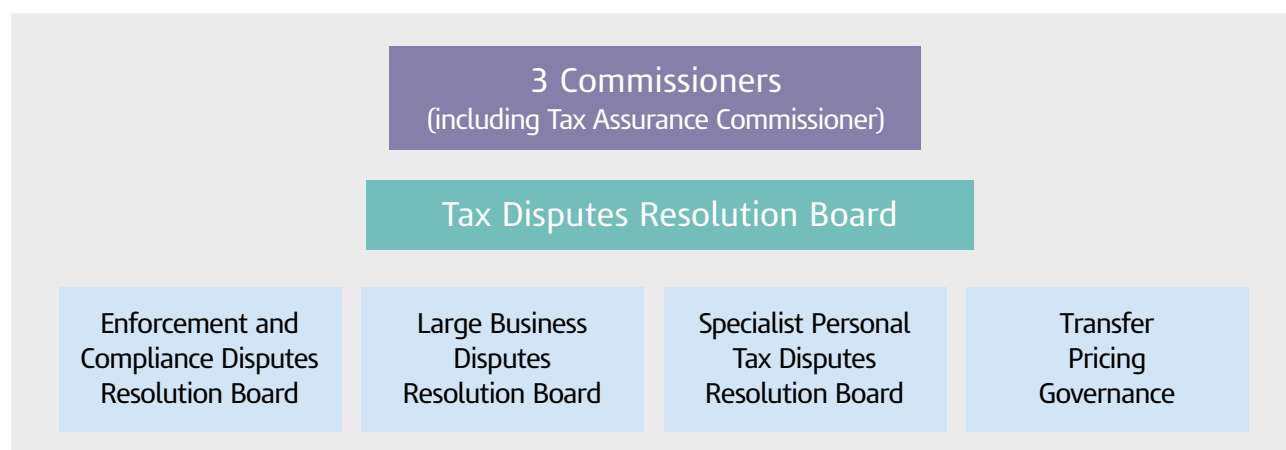 3 Commissioners
(including Tax Assurance Commissioner)
Tax Disputes Resolution Board
Enforcement and
Compliance Disputes
Resolution Board
Large Business
Disputes
Resolution Board
Specialist Personal
Tax Disputes
Resolution Board
Transfer
Pricing
Governance